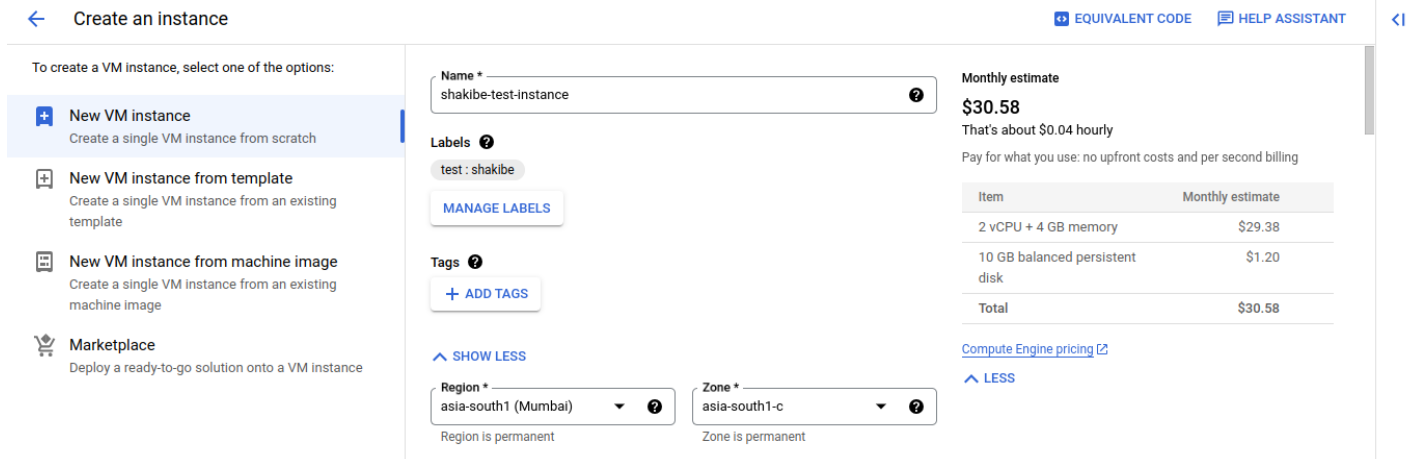 Create an instance
EQUIVALENT CODE
HELP ASSISTANT
To create a VM instance, select one of the options:
New VM instance
Create a single VM instance from scratch
New VM instance from template
Create a single VM instance from an existing
template
New VM instance from machine image
Create a single VM instance from an existing
machine image
Marketplace
Deploy a ready-to-go solution onto a VM instance
Name *
shakibe-test-instance
Labels
test : shakibe
MANAGE LABELS
Tags
ADD TAGS
SHOW LESS
Region *
asia-south1 (Mumbai)
Region is permanent
Zone *
asia-south1-c
Zone is permanent
Monthly estimate
$30.58
That's about $0.04 hourly
Pay for what you use: no upfront costs and per second billing
Item Monthly estimate
2 vCPU + 4 GB memory $29.38
10 GB balanced persistent $1.20
disk
Total $30.58
Compute Engine pricing
LESS